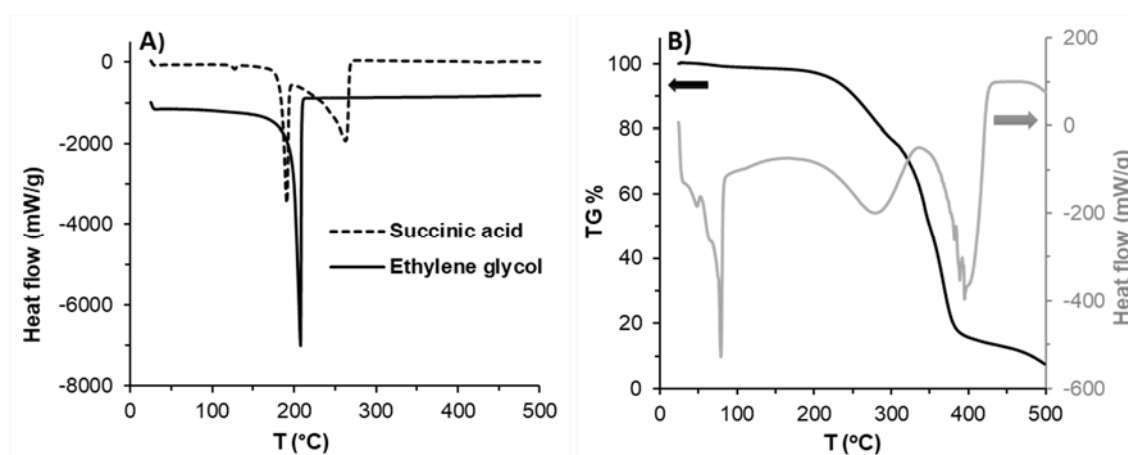 A)
0
-2000
-4000
-6000
-8000
Heat flow (mW/g)
Succinic acid
Ethylene glycol
0 100 200 300 400 500
T (°C)
B)
100
80
60
40
20
0
TG %
200
0
-200
-400
-600
Heat flow (mW/g)
0 100 200 300 400 500
T (°C)